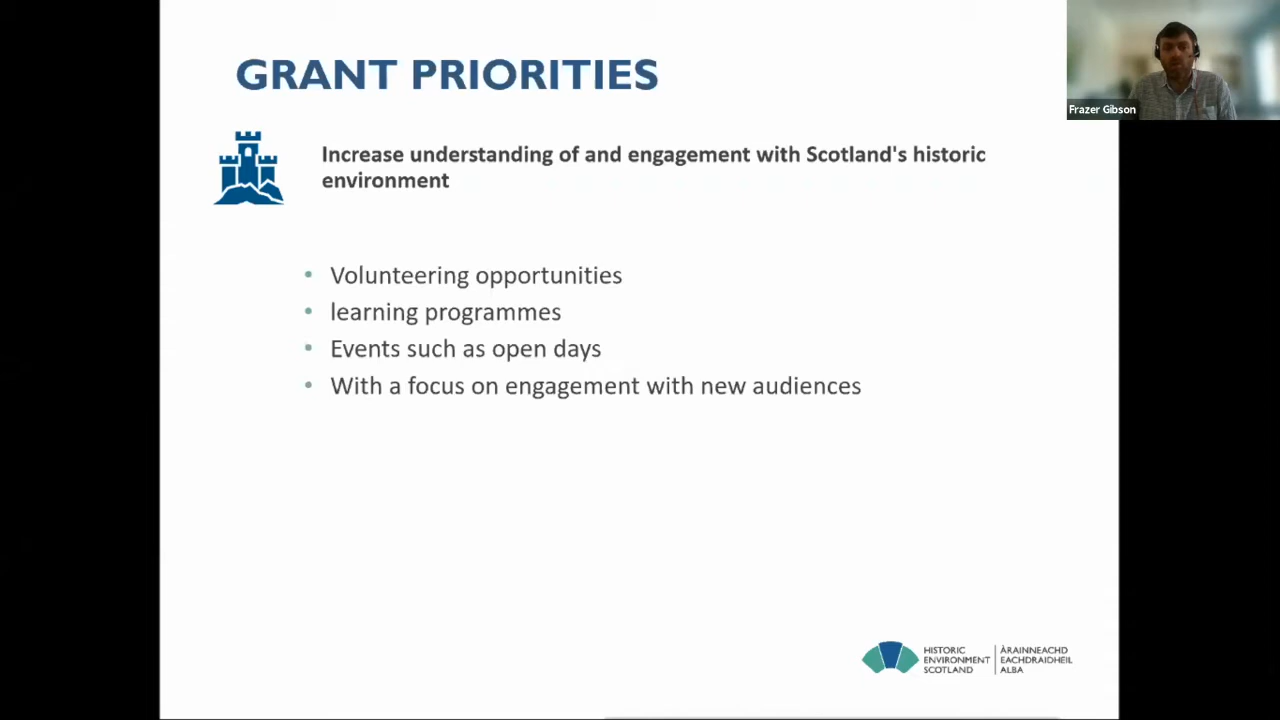 GRANT PRIORITIES
Frazer Gibson
Increase understanding of and engagement with Scotland's historic
environment
• Volunteering opportunities
• learning programmes
• Events such as open days
• With a focus on engagement with new audiences
HISTORIC
ENVIRONMENT
SCOTLAND
ÀRAINNEACHD
EACHDRAIDHEIL
ALBA